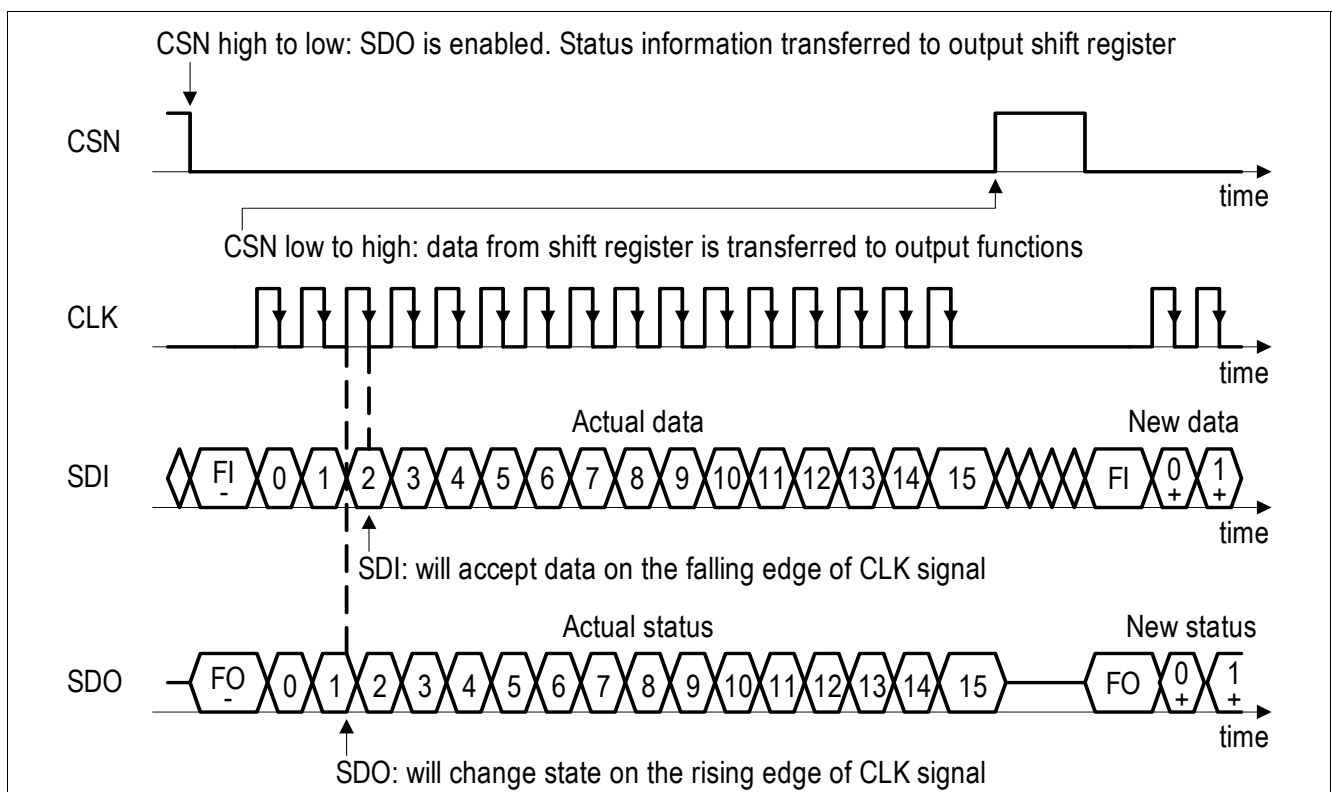 CSN high to low: SDO is enabled. Status information transferred to output shift register
CSN
time
CSN low to high: data from shift register is transferred to output functions
CLK
time
Actual data
New data
SDI
FI
-
0 1 2 3 4 5 6 7 8 9 10 11 12 13 14 15
FI
0
+
1
+
time
SDI: will accept data on the falling edge of CLK signal
Actual status
New status
SDO
FO
-
0 1 2 3 4 5 6 7 8 9 10 11 12 13 14 15
FO
0
+
1
+
time
SDO: will change state on the rising edge of CLK signal